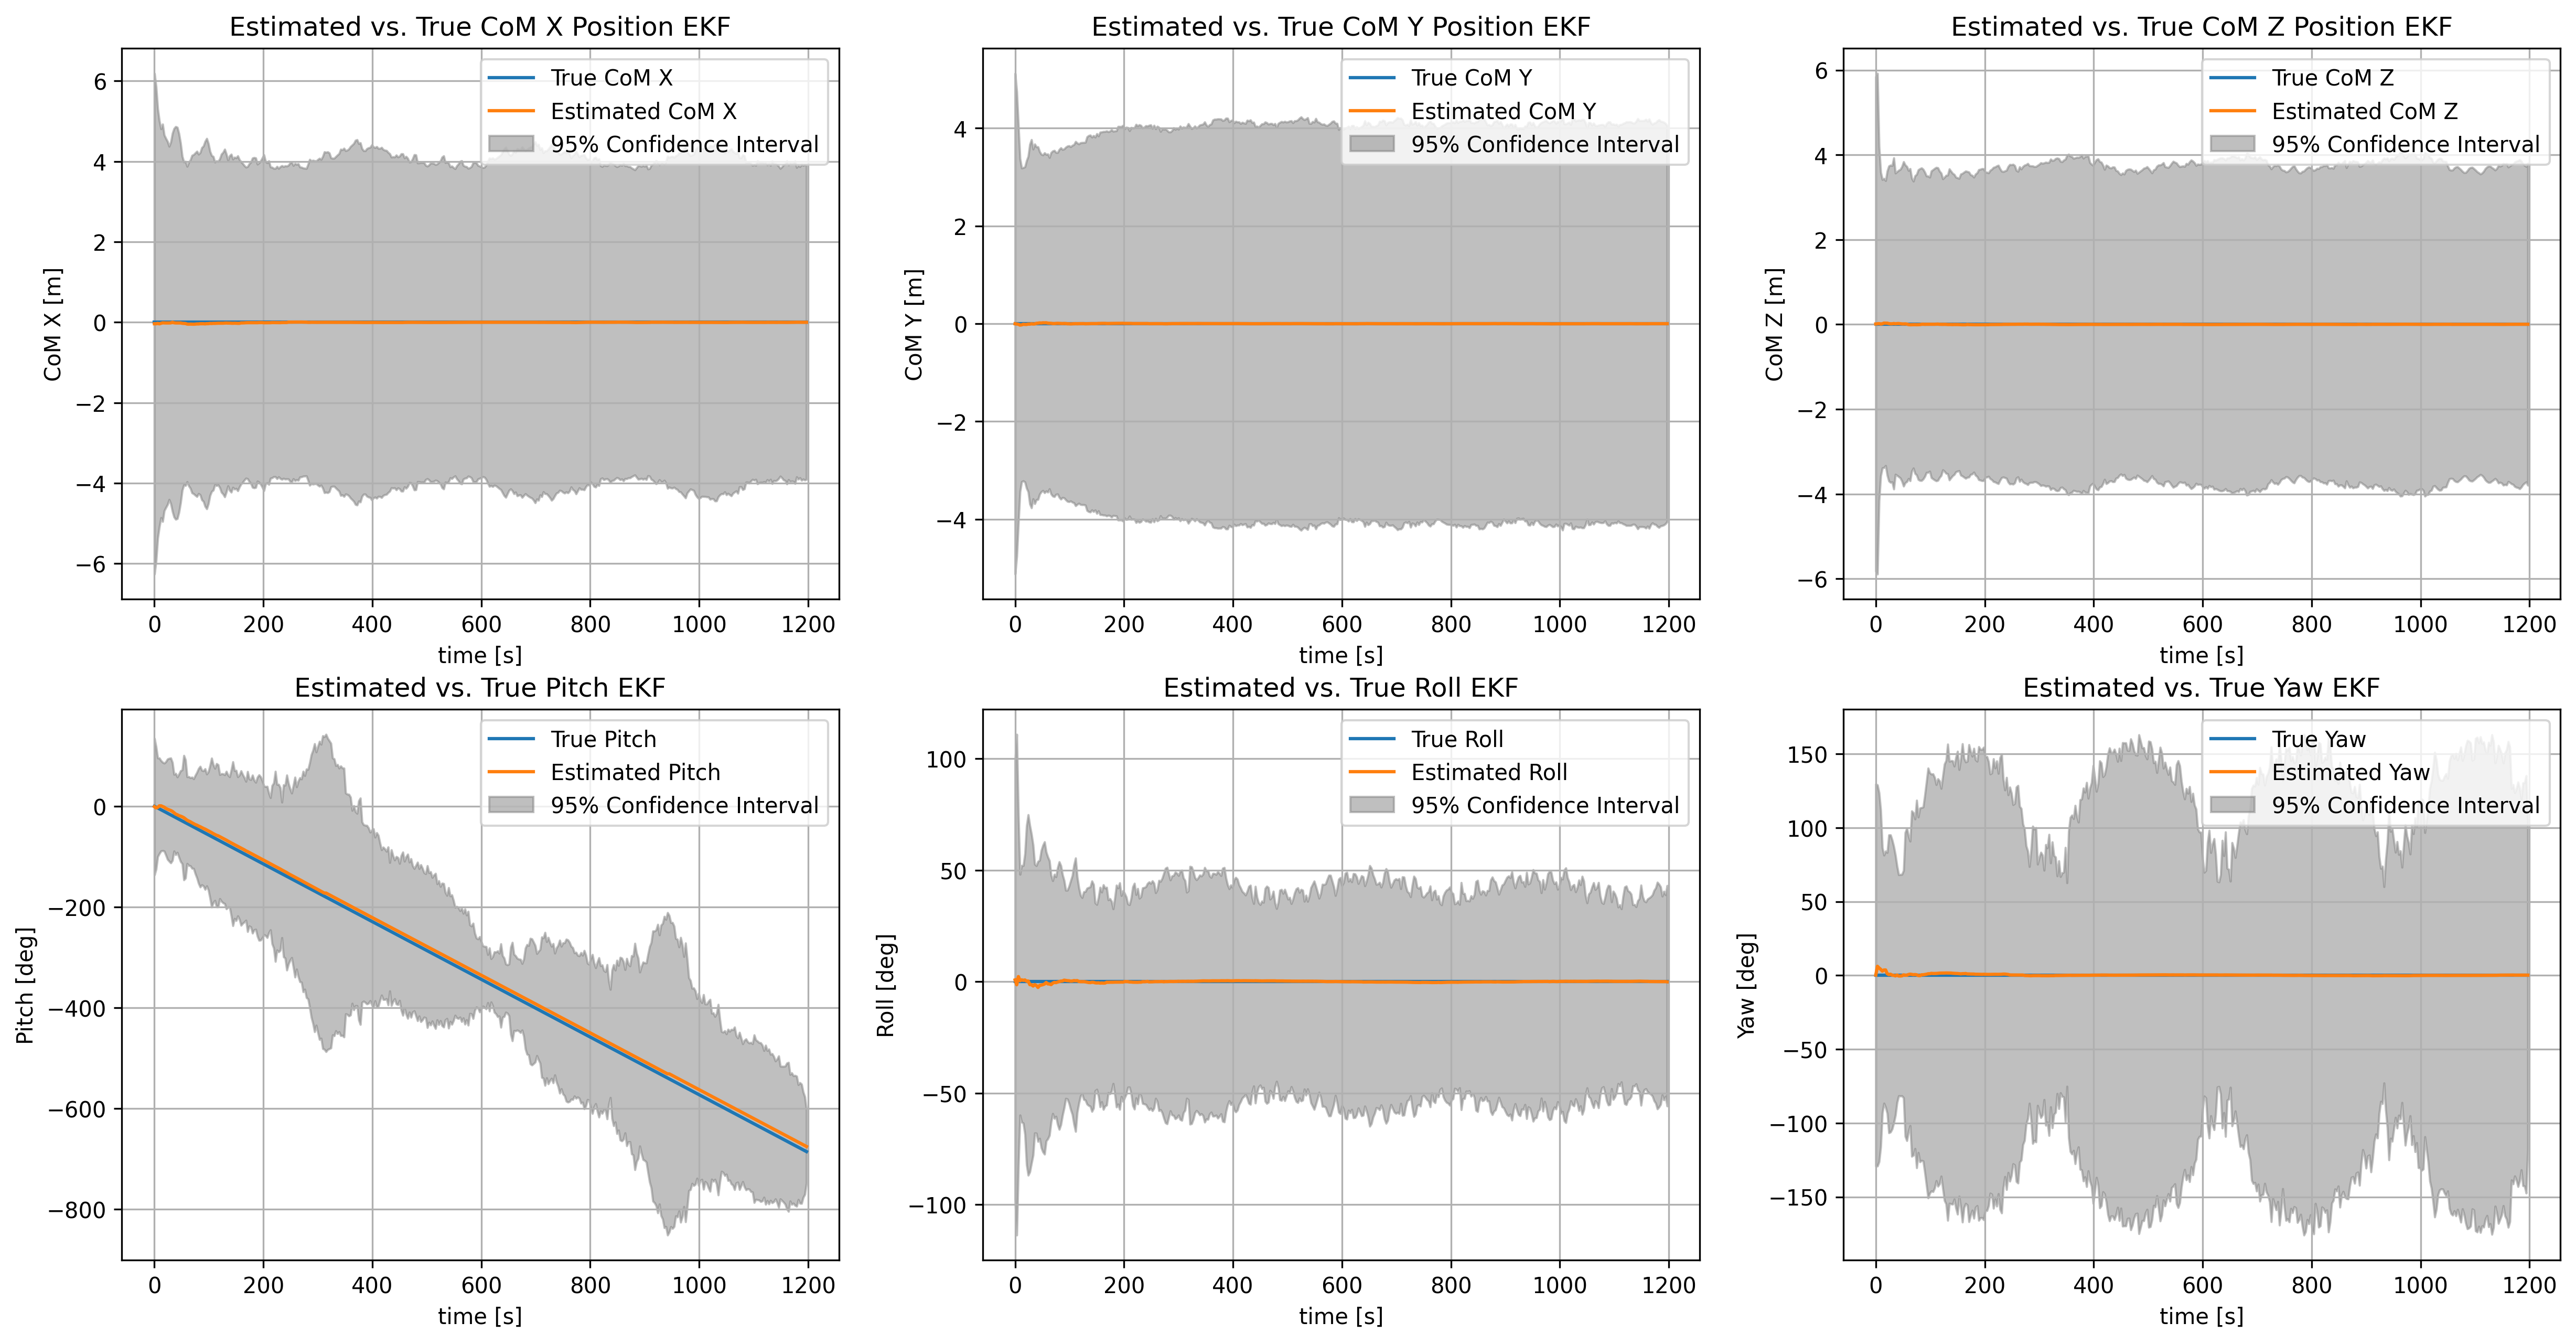 Estimated vs. True CoM X Position EKF
True CoM X
Estimated CoM X
95% Confidence Interval
6
4
2
0
−2
−4
−6
CoM X [m]
0 200 400 600 800 1000 1200
time [s]
Estimated vs. True CoM Y Position EKF
True CoM Y
Estimated CoM Y
95% Confidence Interval
4
2
0
−2
−4
CoM Y [m]
0 200 400 600 800 1000 1200
time [s]
Estimated vs. True CoM Z Position EKF
True CoM Z
Estimated CoM Z
95% Confidence Interval
6
4
2
0
−2
−4
−6
CoM Z [m]
0 200 400 600 800 1000 1200
time [s]
Estimated vs. True Pitch EKF
True Pitch
Estimated Pitch
95% Confidence Interval
0
−200
−400
−600
−800
Pitch [deg]
0 200 400 600 800 1000 1200
time [s]
Estimated vs. True Roll EKF
True Roll
Estimated Roll
95% Confidence Interval
100
50
0
−50
−100
Roll [deg]
0 200 400 600 800 1000 1200
time [s]
Estimated vs. True Yaw EKF
True Yaw
Estimated Yaw
95% Confidence Interval
150
100
50
0
−50
−100
−150
Yaw [deg]
0 200 400 600 800 1000 1200
time [s]